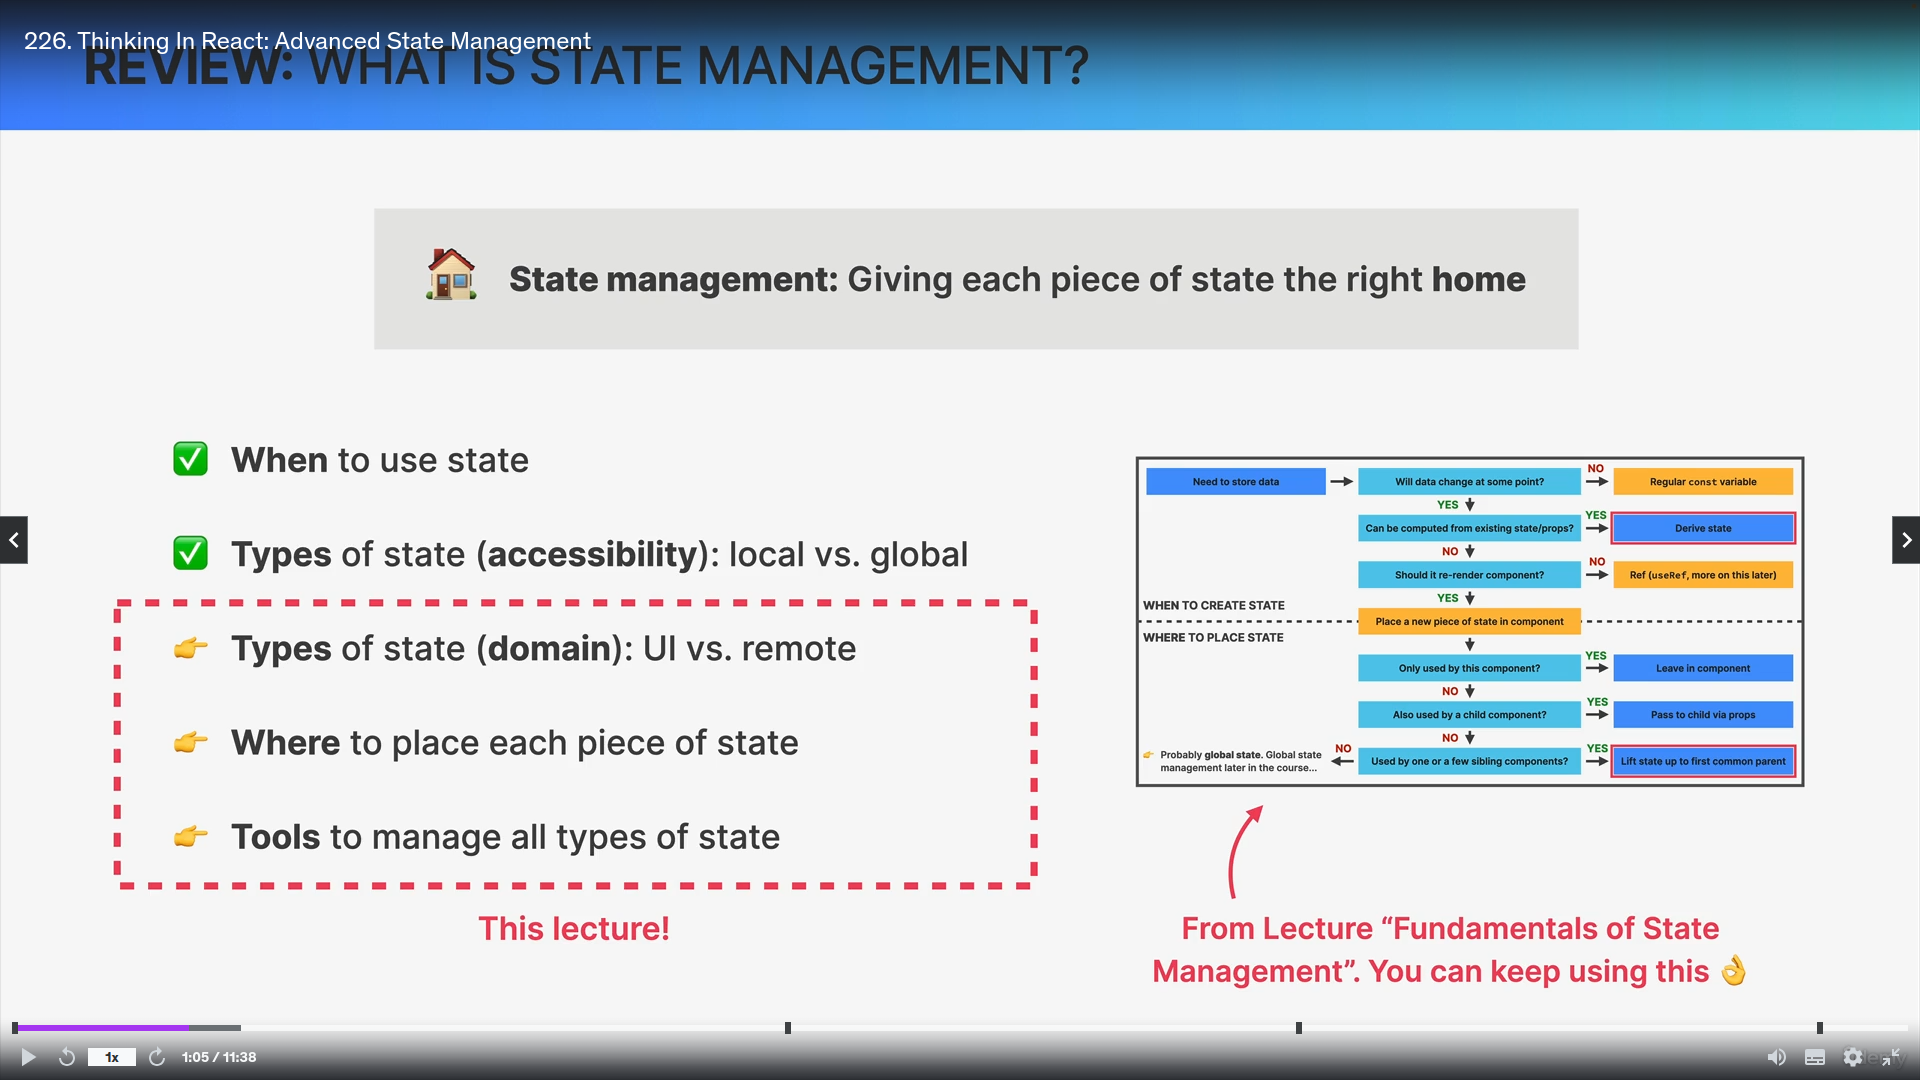 226. Thinking In React: Advanced State Management
REVIEW: WHAT IS STATE MANAGEMENT?
State management: Giving each piece of state the right home
When to use state
Types of state (accessibility): local vs. global
Types of state (domain): UI vs. remote
Where to place each piece of state
Tools to manage all types of state
This lecture!
Need to store data
Will data change at some point?
NO
Regular const variable
YES
Can be computed from existing state/props?
YES
Derive state
NO
Should it re-render component?
NO
Ref (useRef, more on this later)
YES
WHEN TO CREATE STATE
Place a new piece of state in component
WHERE TO PLACE STATE
Only used by this component?
YES
Leave in component
NO
Also used by a child component?
YES
Pass to child via props
NO
Used by one or a few sibling components?
YES
Lift state up to first common parent
NO
Probably global state. Global state
management later in the course...
From Lecture “Fundamentals of State
Management”. You can keep using this
1x
1:05 / 11:38